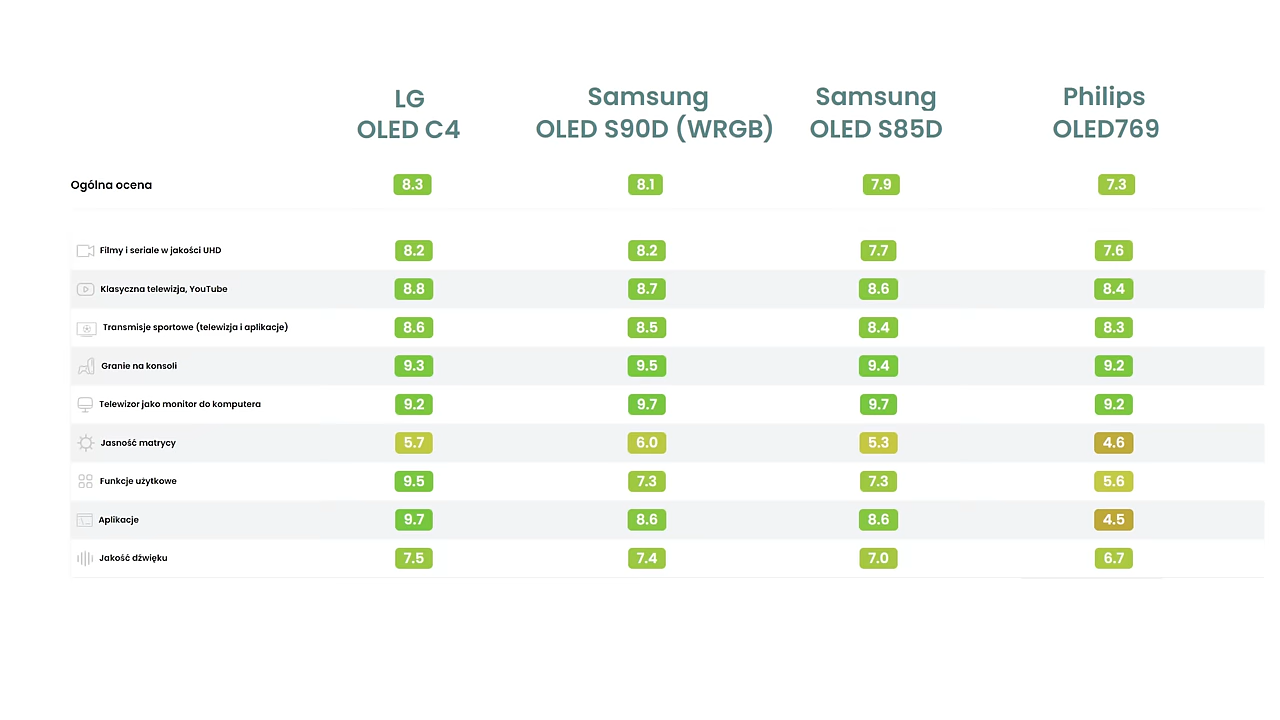 LG
OLED C4
Samsung
OLED S90D (WRGB)
Samsung
OLED S85D
Philips
OLED769
Ogólna ocena 8.3 8.1 7.9 7.3
Filmy i seriale w jakości UHD 8.2 8.2 7.7 7.6
Klasyczna telewizja, YouTube 8.8 8.7 8.6 8.4
Transmisje sportowe (telewizja i aplikacje) 8.6 8.5 8.4 8.3
Granie na konsoli 9.3 9.5 9.4 9.2
Telewizor jako monitor do komputera 9.2 9.7 9.7 9.2
Jasność matrycy 5.7 6.0 5.3 4.6
Funkcje użytkowe 9.5 7.3 7.3 5.6
Aplikacje 9.7 8.6 8.6 4.5
Jakość dźwięku 7.5 7.4 7.0 6.7